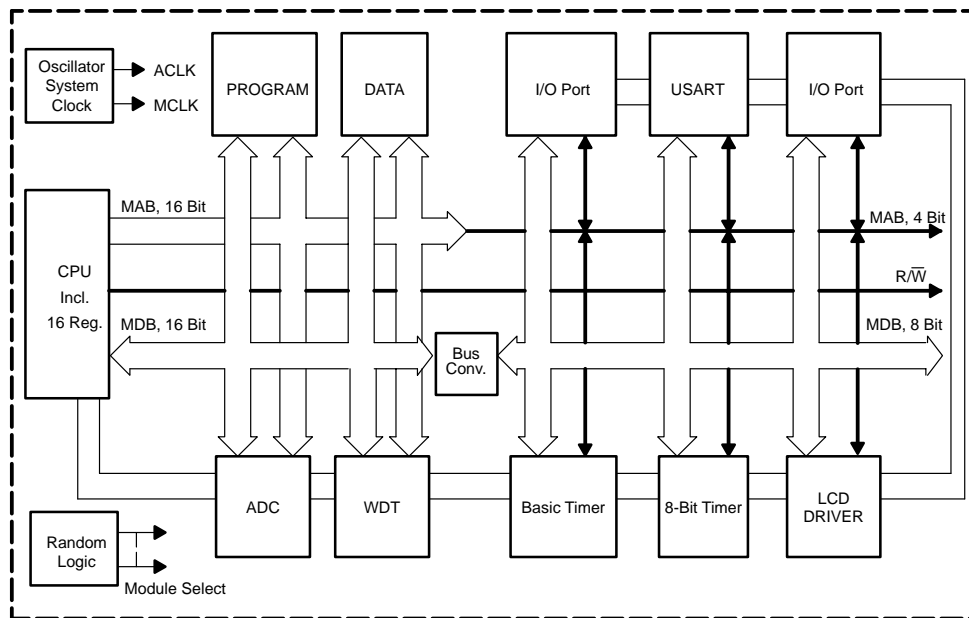 Oscillator
System
Clock
ACLK
MCLK
PROGRAM
DATA
I/O Port
USART
I/O Port
MAB, 16 Bit
MAB, 4 Bit
CPU
Incl.
16 Reg.
R/W̅
MDB, 16 Bit
Bus
Conv.
MDB, 8 Bit
ADC
WDT
Basic Timer
8-Bit Timer
LCD
DRIVER
Random
Logic
Module Select